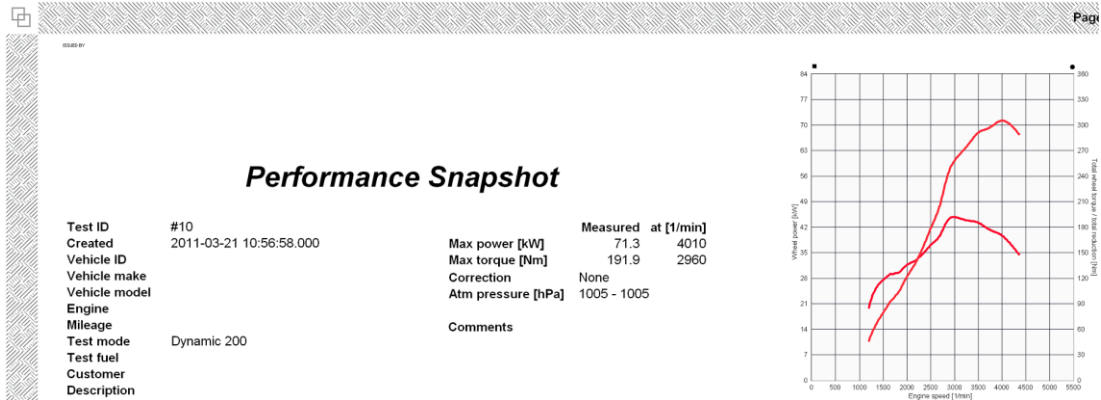 Page
ISSUED BY
Performance Snapshot
Test ID #10
Created 2011-03-21 10:56:58.000
Vehicle ID
Vehicle make
Vehicle model
Engine
Mileage
Test mode Dynamic 200
Test fuel
Customer
Description
Measured at [1/min]
Max power [kW] 71.3 4010
Max torque [Nm] 191.9 2960
Correction None
Atm pressure [hPa] 1005 - 1005
Comments
84
77
70
63
56
49
42
35
28
21
14
7
0
Wheel power [kW]
360
330
300
270
240
210
180
150
120
90
60
30
0
Total wheel torque / total reduction [Nm]
0 500 1000 1500 2000 2500 3000 3500 4000 4500 5000 5500
Engine speed [1/min]